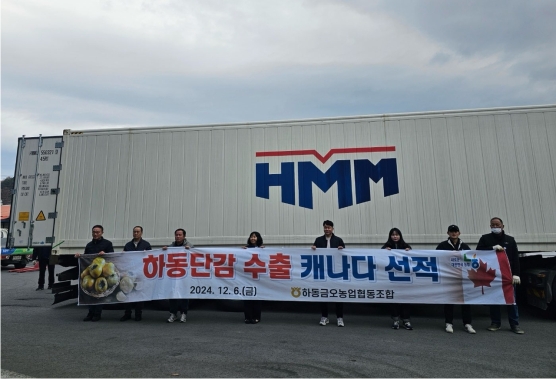 HMM
하동단감 수출 캐나다 선적
2024. 12. 6.(금)
하동금오농업협동조합